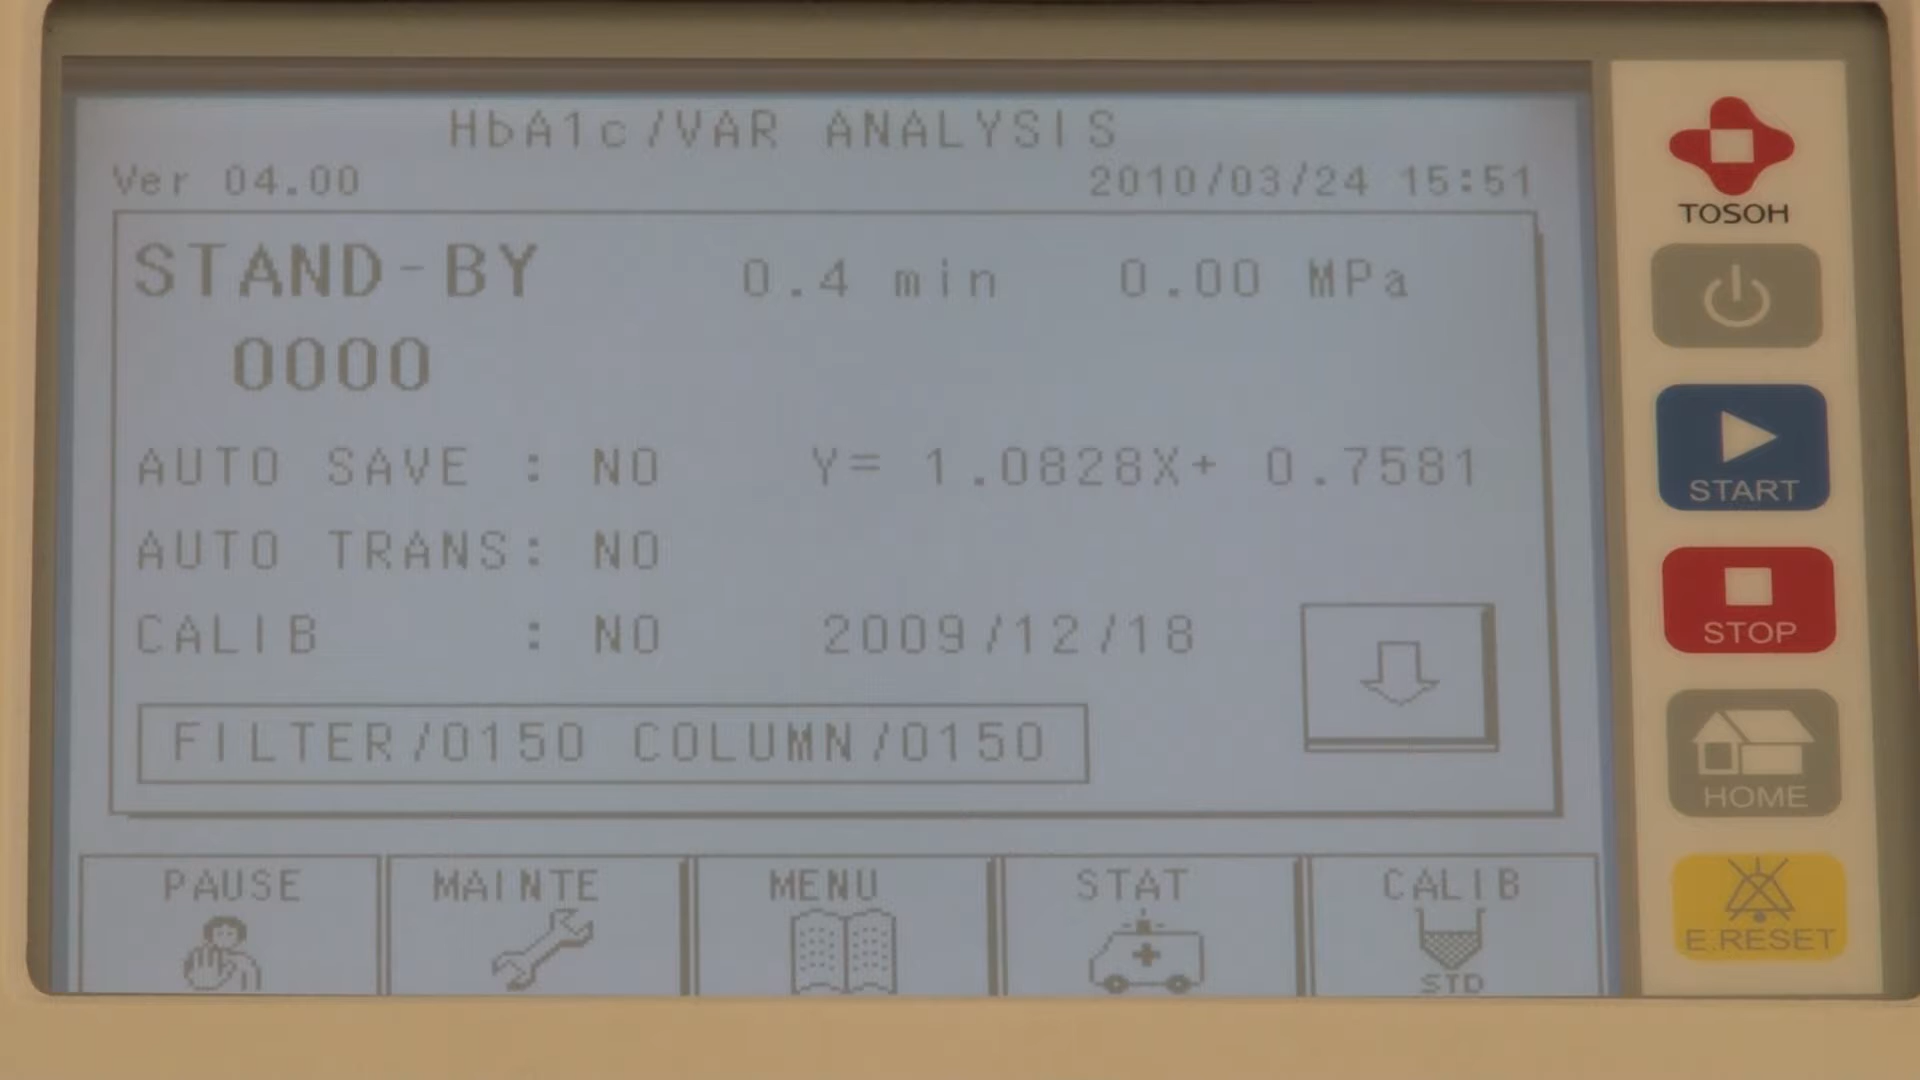 HbA1c/VAR ANALYSIS
Ver 04.00 2010/03/24 15:51
STAND-BY 0.4 min 0.00 MPa
0000
AUTO SAVE : NO Y= 1.0828X+ 0.7581
AUTO TRANS: NO
CALIB : NO 2009/12/18
FILTER/0150 COLUMN/0150
PAUSE MAINTE MENU STAT CALIB
STD
TOSOH
START
STOP
HOME
E.RESET